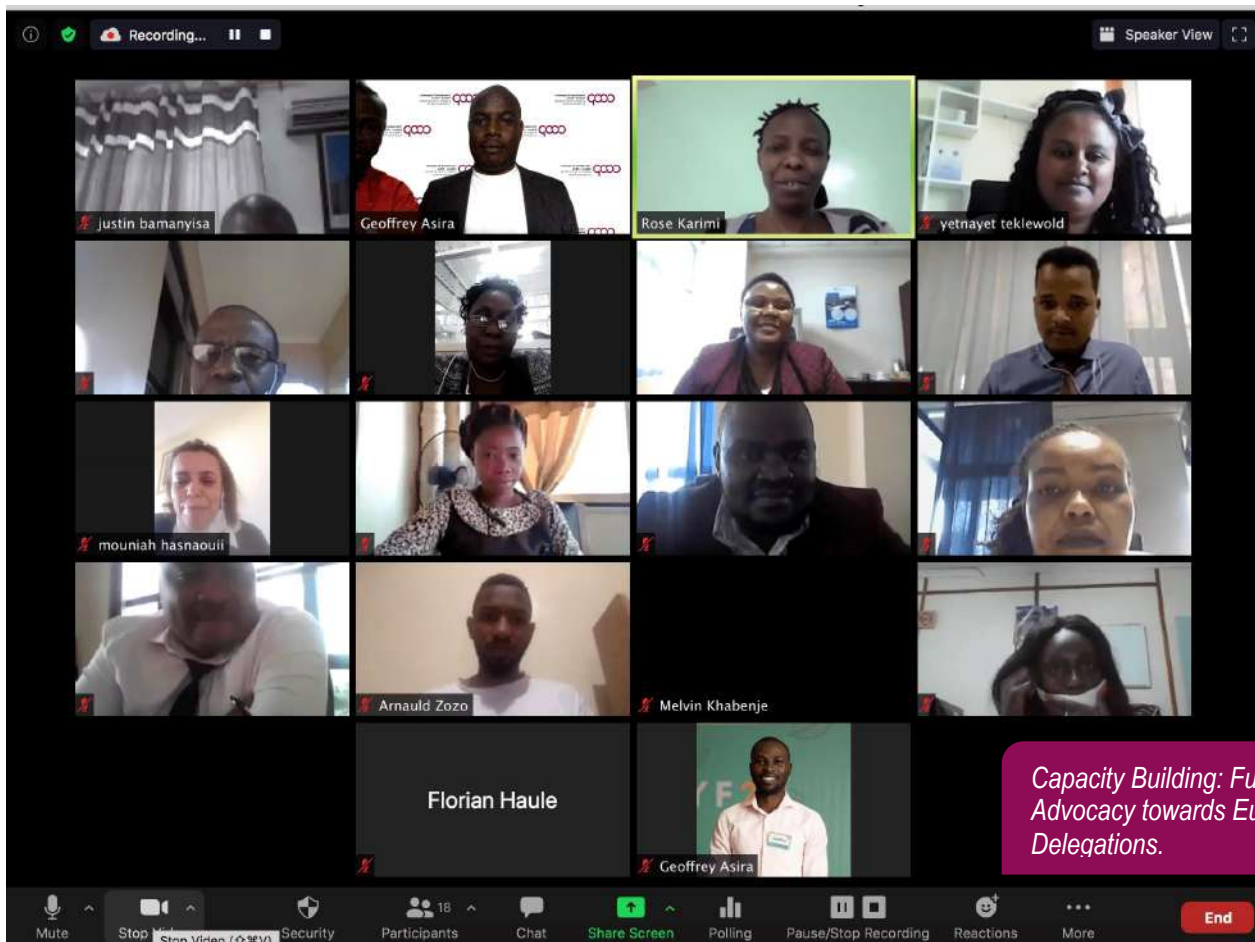 Recording...
Speaker View
justin bamanyisa
Geoffrey Asira
Rose Karimi
yetnayet teklewold
mouniah hasnaouii
Arnauld Zozo
Melvin Khabenje
Florian Haule
Geoffrey Asira
Capacity Building: Fu
Advocacy towards Eu
Delegations.
Mute
Stop
Stop Video (⇧⌘V)
Security
Participants
18
Chat
Share Screen
Polling
Pause/Stop Recording
Reactions
More
End